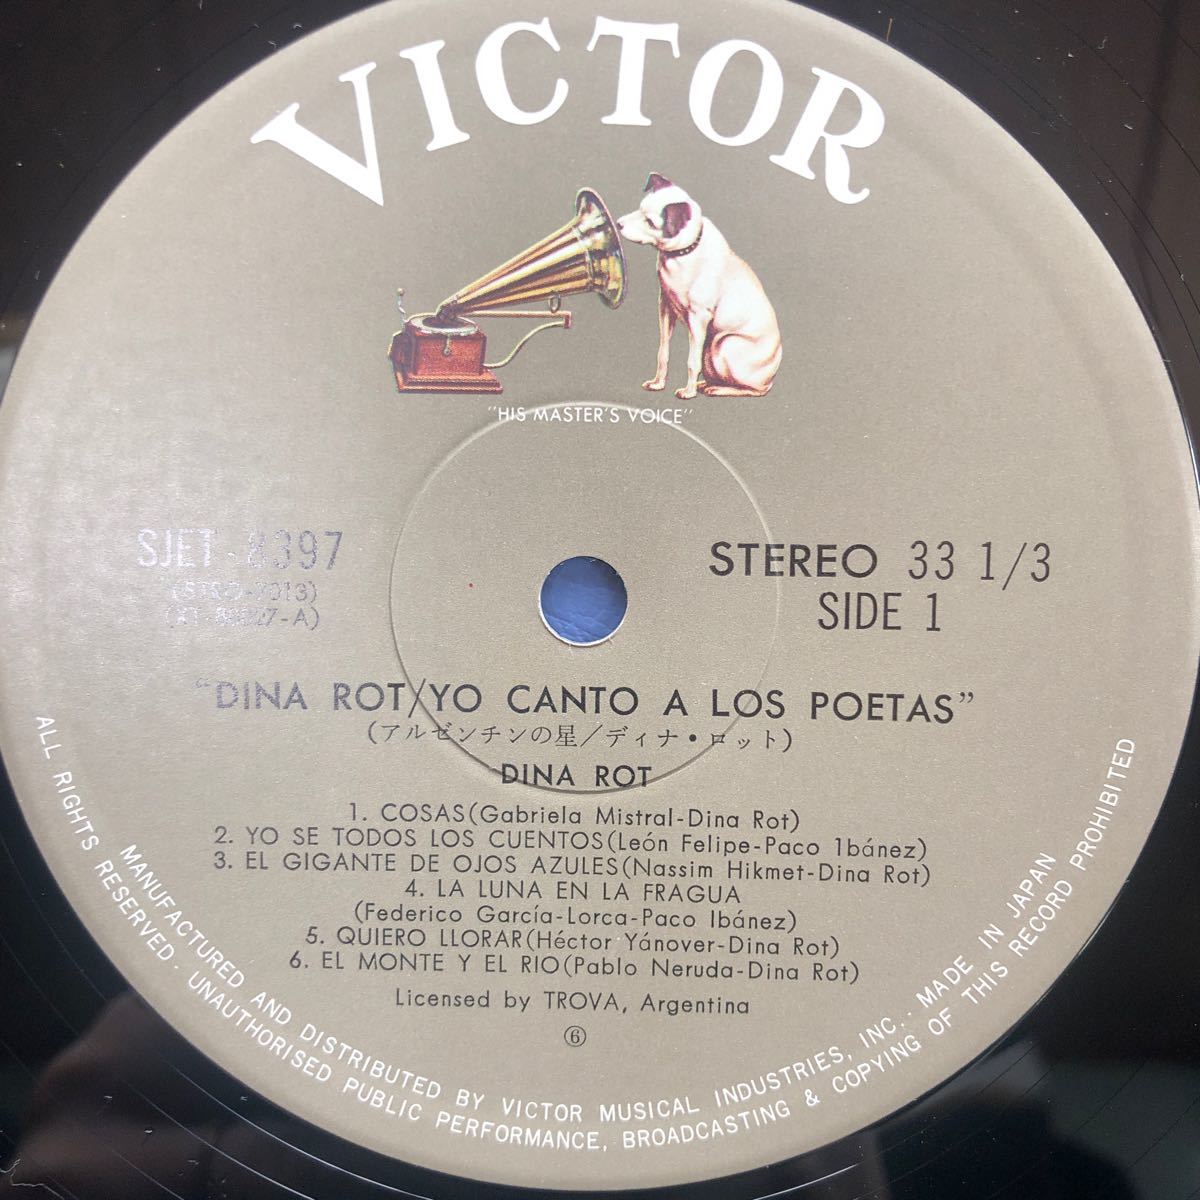 VICTOR
"HIS MASTER'S VOICE"
SJET-8397
(XT-80027-A)
STEREO 33 1/3
SIDE 1
"DINA ROT/YO CANTO A LOS POETAS"
(アルゼンチンの星/ディナ・ロット)
DINA ROT
1. COSAS(Gabriela Mistral-Dina Rot)
2. YO SE TODOS LOS CUENTOS(León Felipe-Paco 1bánez)
3. EL GIGANTE DE OJOS AZULES(Nassim Hikmet-Dina Rot)
4. LA LUNA EN LA FRAGUA
(Federico García-Lorca-Paco Ibánez)
5. QUIERO LLORAR(Héctor Yánover-Dina Rot)
6. EL MONTE Y EL RIO(Pablo Neruda-Dina Rot)
Licensed by TROVA, Argentina
⑥
MANUFACTURED AND DISTRIBUTED BY VICTOR MUSICAL INDUSTRIES, INC.. MADE IN JAPAN
ALL RIGHTS RESERVED · UNAUTHORISED PUBLIC PERFORMANCE, BROADCASTING & COPYING OF THIS RECORD PROHIBITED